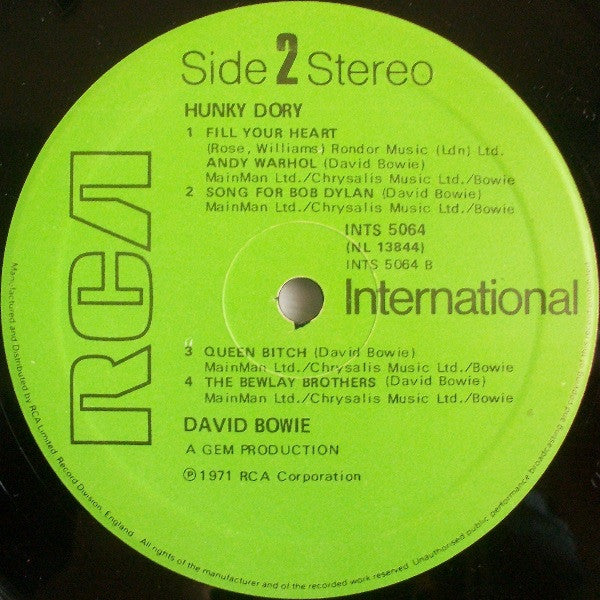 Side 2 Stereo
HUNKY DORY
1 FILL YOUR HEART
(Rose, Williams) Rondor Music (Ldn) Ltd.
ANDY WARHOL (David Bowie)
MainMan Ltd./Chrysalis Music Ltd./Bowie
2 SONG FOR BOB DYLAN (David Bowie)
MainMan Ltd./Chrysalis Music Ltd./Bowie
INTS 5064
(NL 13844)
INTS 5064 B
RCA
International
3 QUEEN BITCH (David Bowie)
MainMan Ltd./Chrysalis Music Ltd./Bowie
4 THE BEWLAY BROTHERS (David Bowie)
MainMan Ltd./Chrysalis Music Ltd./Bowie
DAVID BOWIE
A GEM PRODUCTION
℗ 1971 RCA Corporation
Manufactured and Distributed by RCA Limited, Record Division, England. All rights of the manufacturer and of the recorded work reserved. Unauthorised public performance broadcasting and